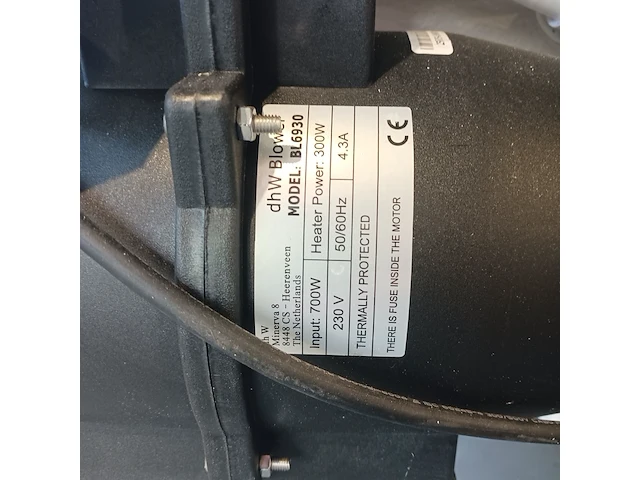 dhW Blower
MODEL: BL6930
Minerva 8
8448 CS - Heerenveen
The Netherlands
Input: 700W
Heater Power: 300W
230 V
50/60Hz
4.3A
THERMALLY PROTECTED
THERE IS FUSE INSIDE THE MOTOR
CE